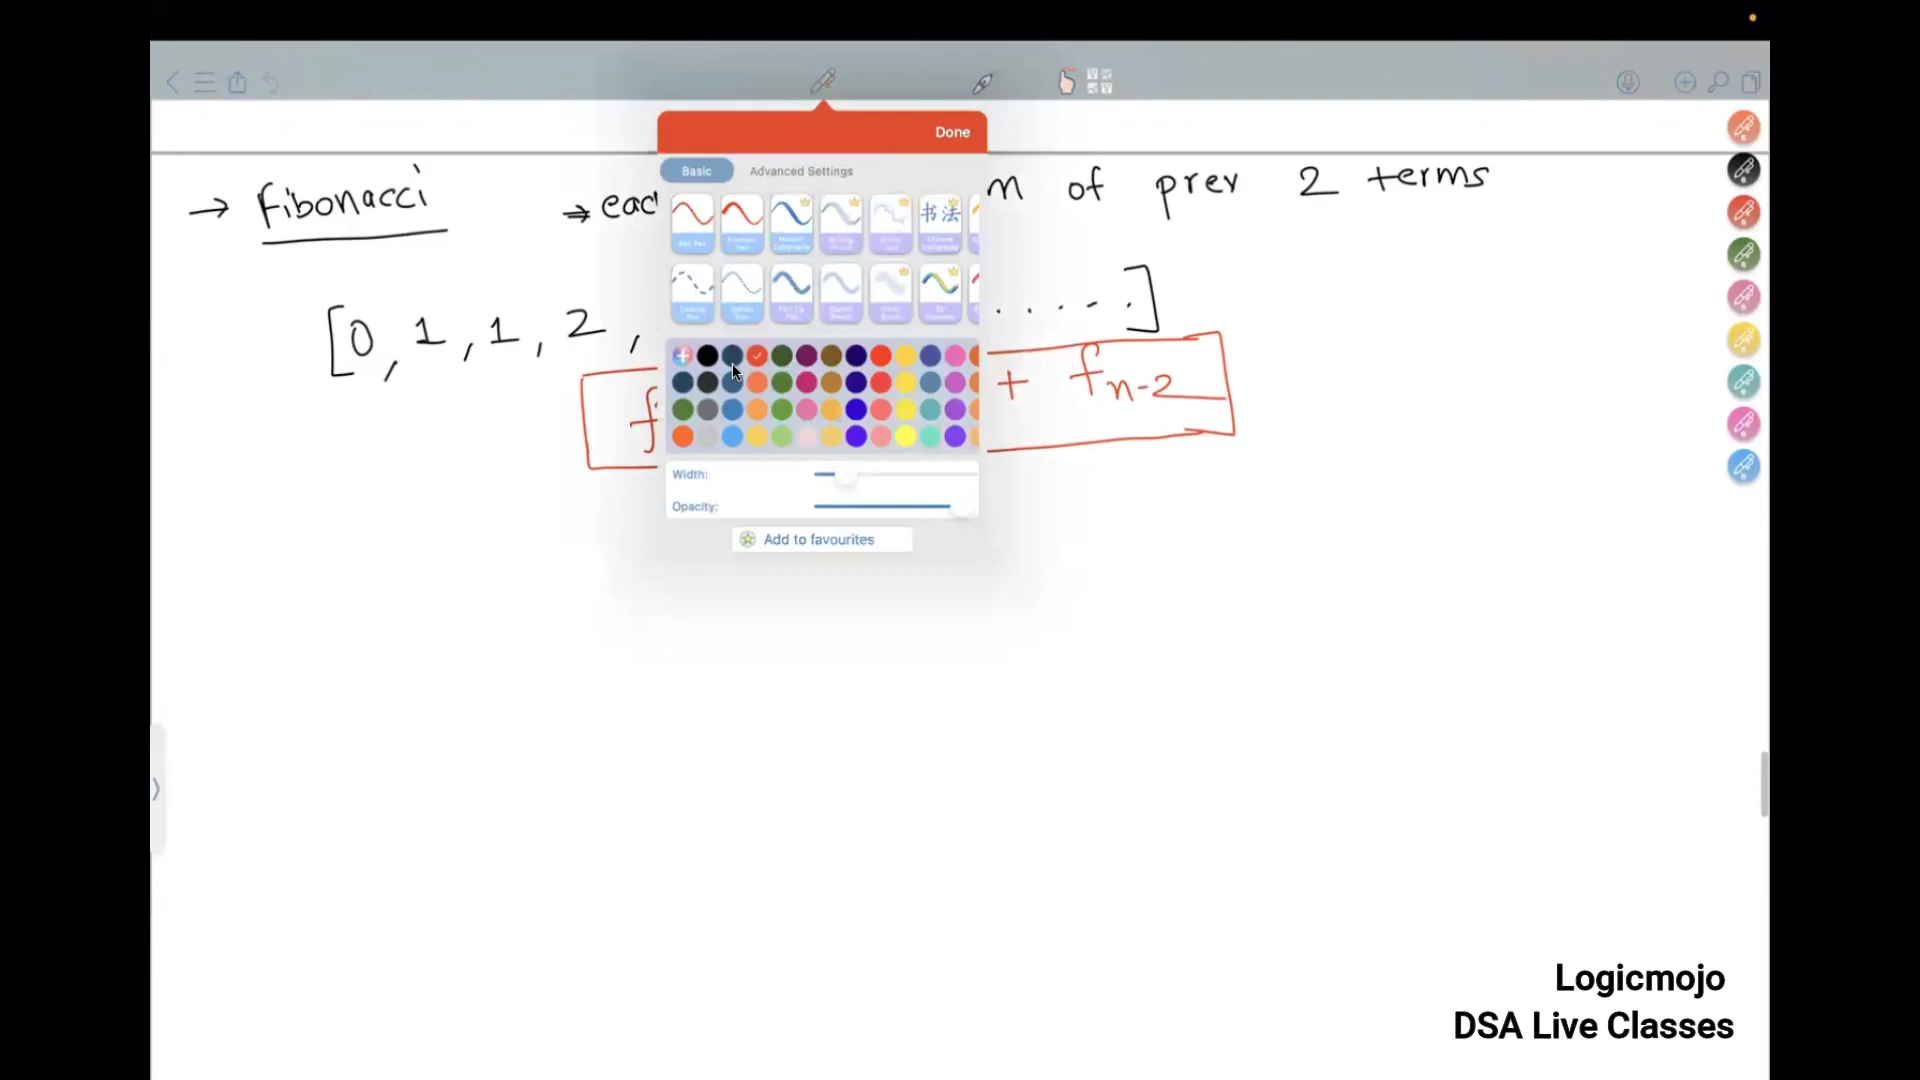 Done
Basic Advanced Settings
→ Fibonacci ⇒ eac m of prev 2 terms
书法
[0, 1, 1, 2, . . . - - .]
f + fn-2
Width:
Opacity:
Add to favourites
Logicmojo
DSA Live Classes